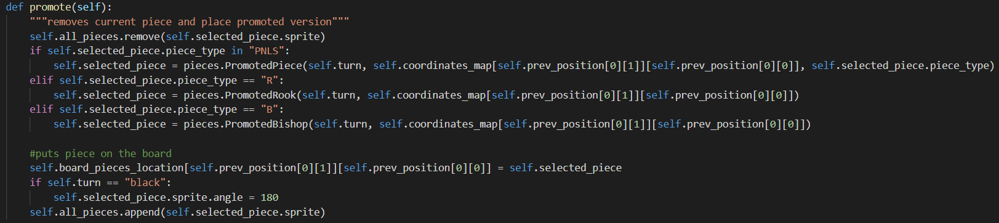 def promote(self):
    """removes current piece and place promoted version"""
    self.all_pieces.remove(self.selected_piece.sprite)
    if self.selected_piece.piece_type in "PNLS":
        self.selected_piece = pieces.PromotedPiece(self.turn, self.coordinates_map[self.prev_position[0][1]][self.prev_position[0][0]], self.selected_piece.piece_type)
    elif self.selected_piece.piece_type == "R":
        self.selected_piece = pieces.PromotedRook(self.turn, self.coordinates_map[self.prev_position[0][1]][self.prev_position[0][0]])
    elif self.selected_piece.piece_type == "B":
        self.selected_piece = pieces.PromotedBishop(self.turn, self.coordinates_map[self.prev_position[0][1]][self.prev_position[0][0]])

    #puts piece on the board
    self.board_pieces_location[self.prev_position[0][1]][self.prev_position[0][0]] = self.selected_piece
    if self.turn == "black":
        self.selected_piece.sprite.angle = 180
    self.all_pieces.append(self.selected_piece.sprite)